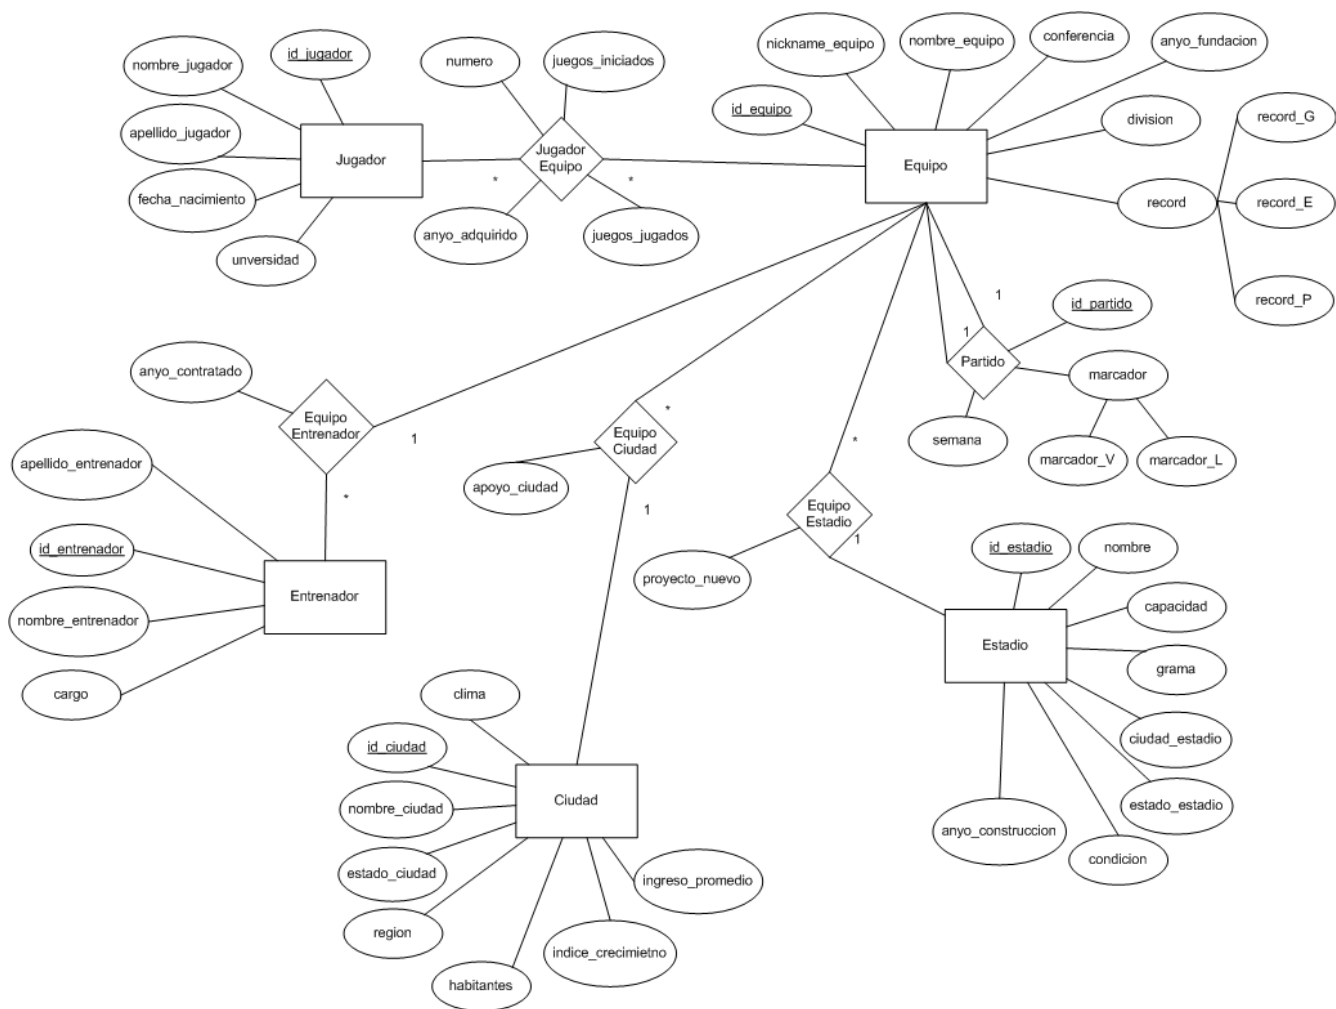 nombre_jugador
id_jugador
numero
juegos_iniciados
nickname_equipo
nombre_equipo
conferencia
anyo_fundacion
apellido_jugador
Jugador
Jugador
Equipo
id_equipo
Equipo
division
record_G
fecha_nacimiento
*
*
record
record_E
unversidad
anyo_adquirido
juegos_jugados
record_P
1
id_partido
1
Partido
marcador
anyo_contratado
Equipo
Entrenador
1
*
Equipo
Ciudad
*
semana
marcador_V
marcador_L
apellido_entrenador
*
apoyo_ciudad
1
Equipo
Estadio
1
id_entrenador
Entrenador
nombre_entrenador
cargo
proyecto_nuevo
id_estadio
nombre
capacidad
Estadio
grama
ciudad_estadio
estado_estadio
anyo_construccion
condicion
clima
id_ciudad
nombre_ciudad
Ciudad
estado_ciudad
ingreso_promedio
region
indice_crecimietno
habitantes